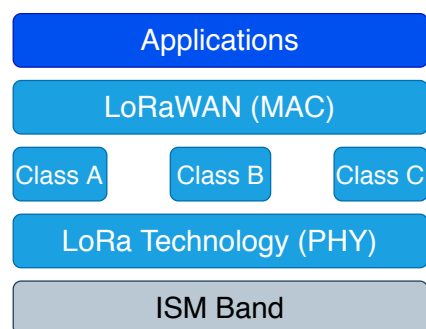 Applications
LoRaWAN (MAC)
Class A Class B Class C
LoRa Technology (PHY)
ISM Band